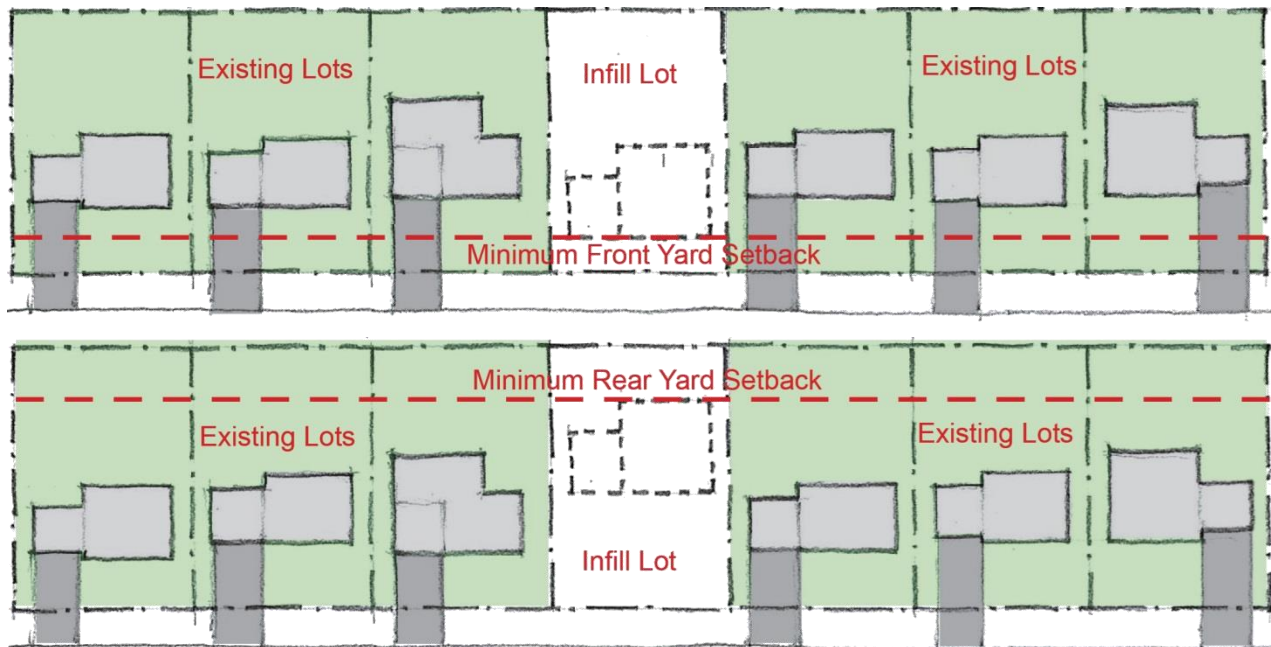 Existing Lots
Infill Lot
Existing Lots
Minimum Front Yard Setback
Minimum Rear Yard Setback
Existing Lots
Existing Lots
Infill Lot